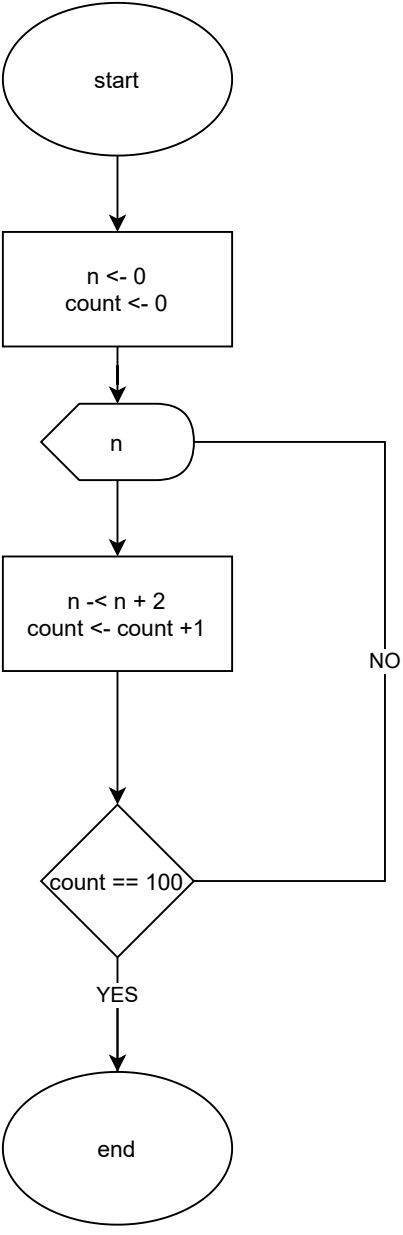 start
n <- 0
count <- 0
n
n -< n + 2
count <- count +1
NO
count == 100
YES
end